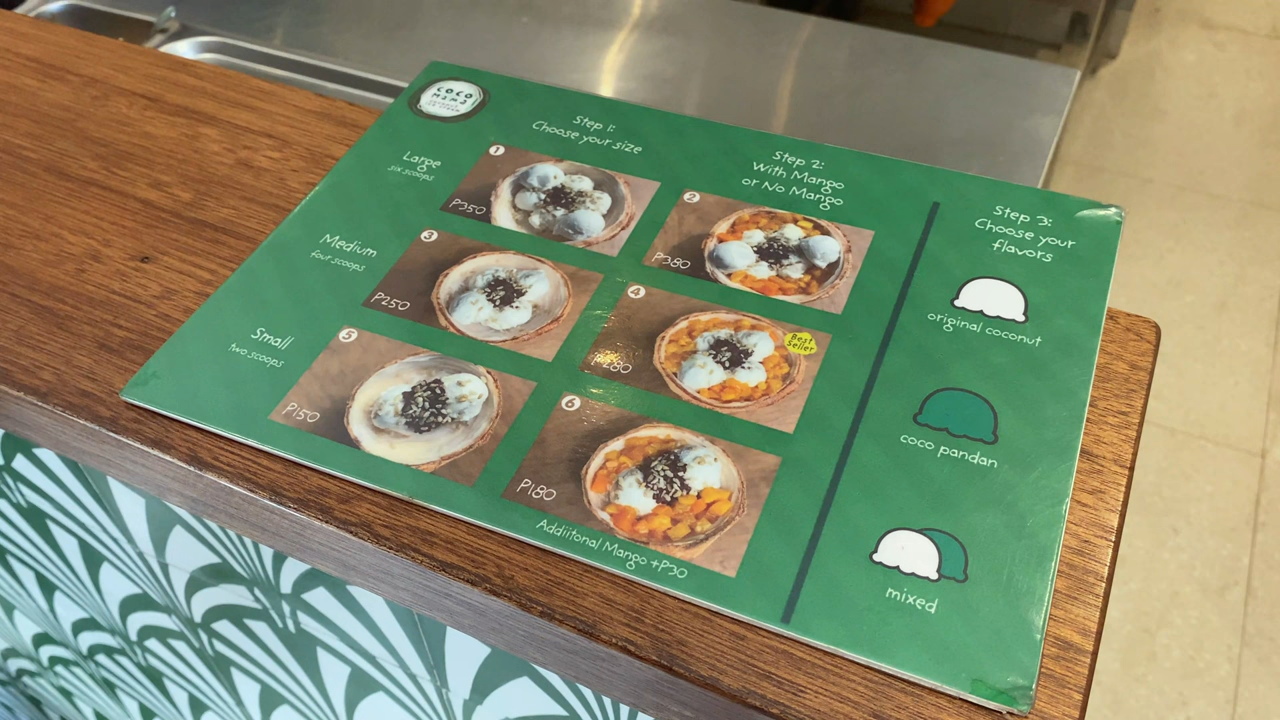 COCO
MAMA
Step 1:
Choose your size
Step 2:
With Mango
or No Mango
Step 3:
Choose your
flavors
Large
six scoops
1
P350
2
P380
Medium
four scoops
3
P250
4
P280
Best
Seller
Small
two scoops
5
P150
6
P180
Addiitonal Mango +P30
original coconut
coco pandan
mixed